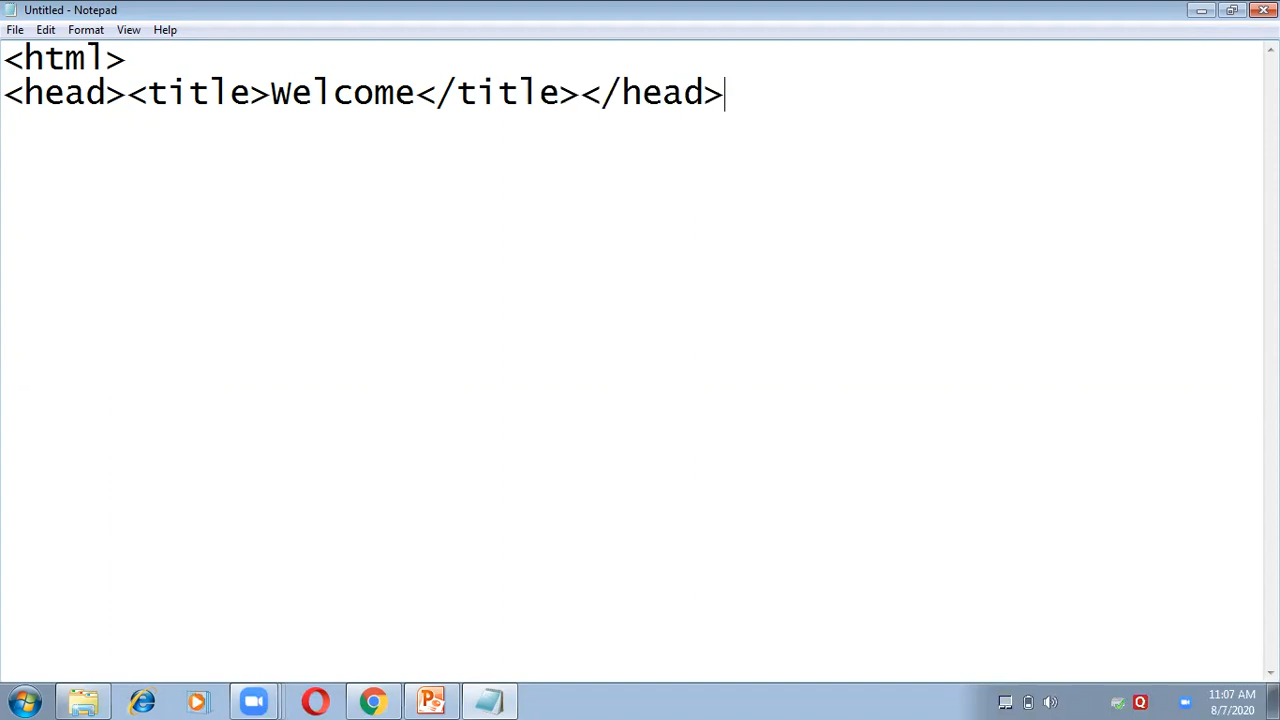 Untitled - Notepad
File Edit Format View Help
<html>
<head><title>Welcome</title></head>
11:07 AM
8/7/2020